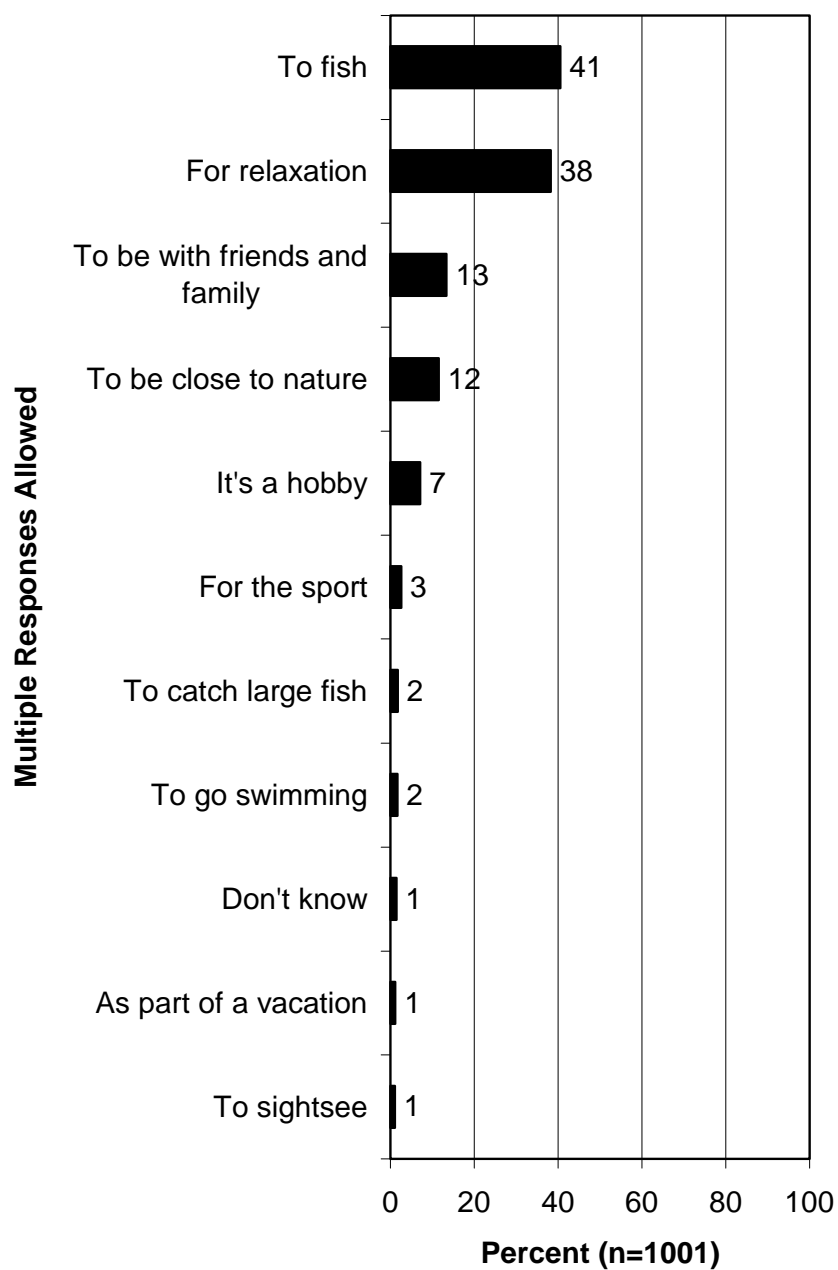 To fish 41
For relaxation 38
To be with friends and
family 13
To be close to nature 12
It's a hobby 7
For the sport 3
To catch large fish 2
To go swimming 2
Don't know 1
As part of a vacation 1
To sightsee 1
Multiple Responses Allowed
0 20 40 60 80 100
Percent (n=1001)